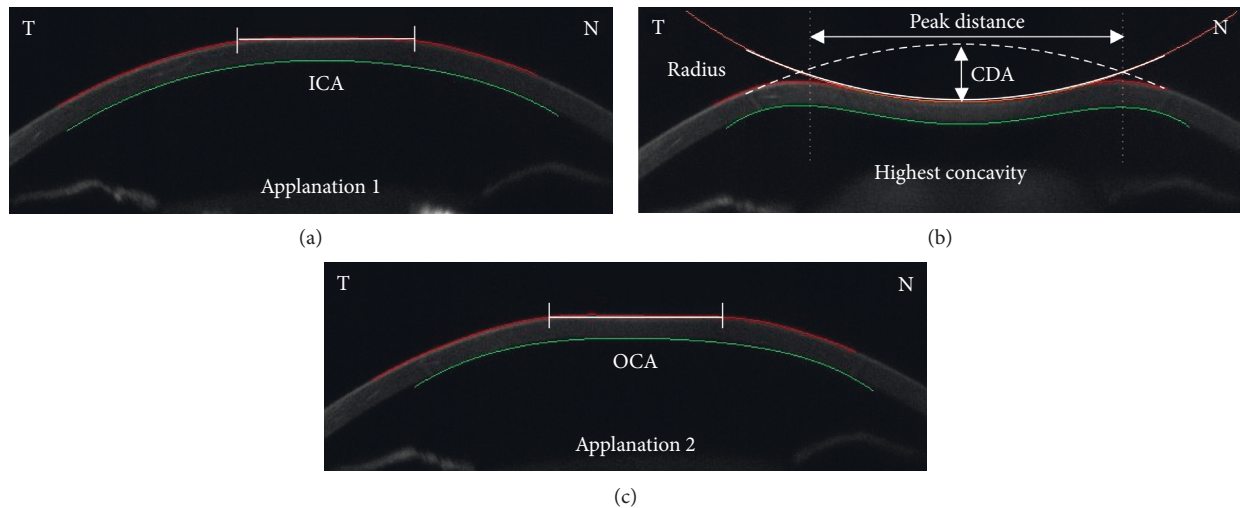 T
N
ICA
Applanation 1
(a)
T
Peak distance
N
Radius
CDA
Highest concavity
(b)
T
N
OCA
Applanation 2
(c)